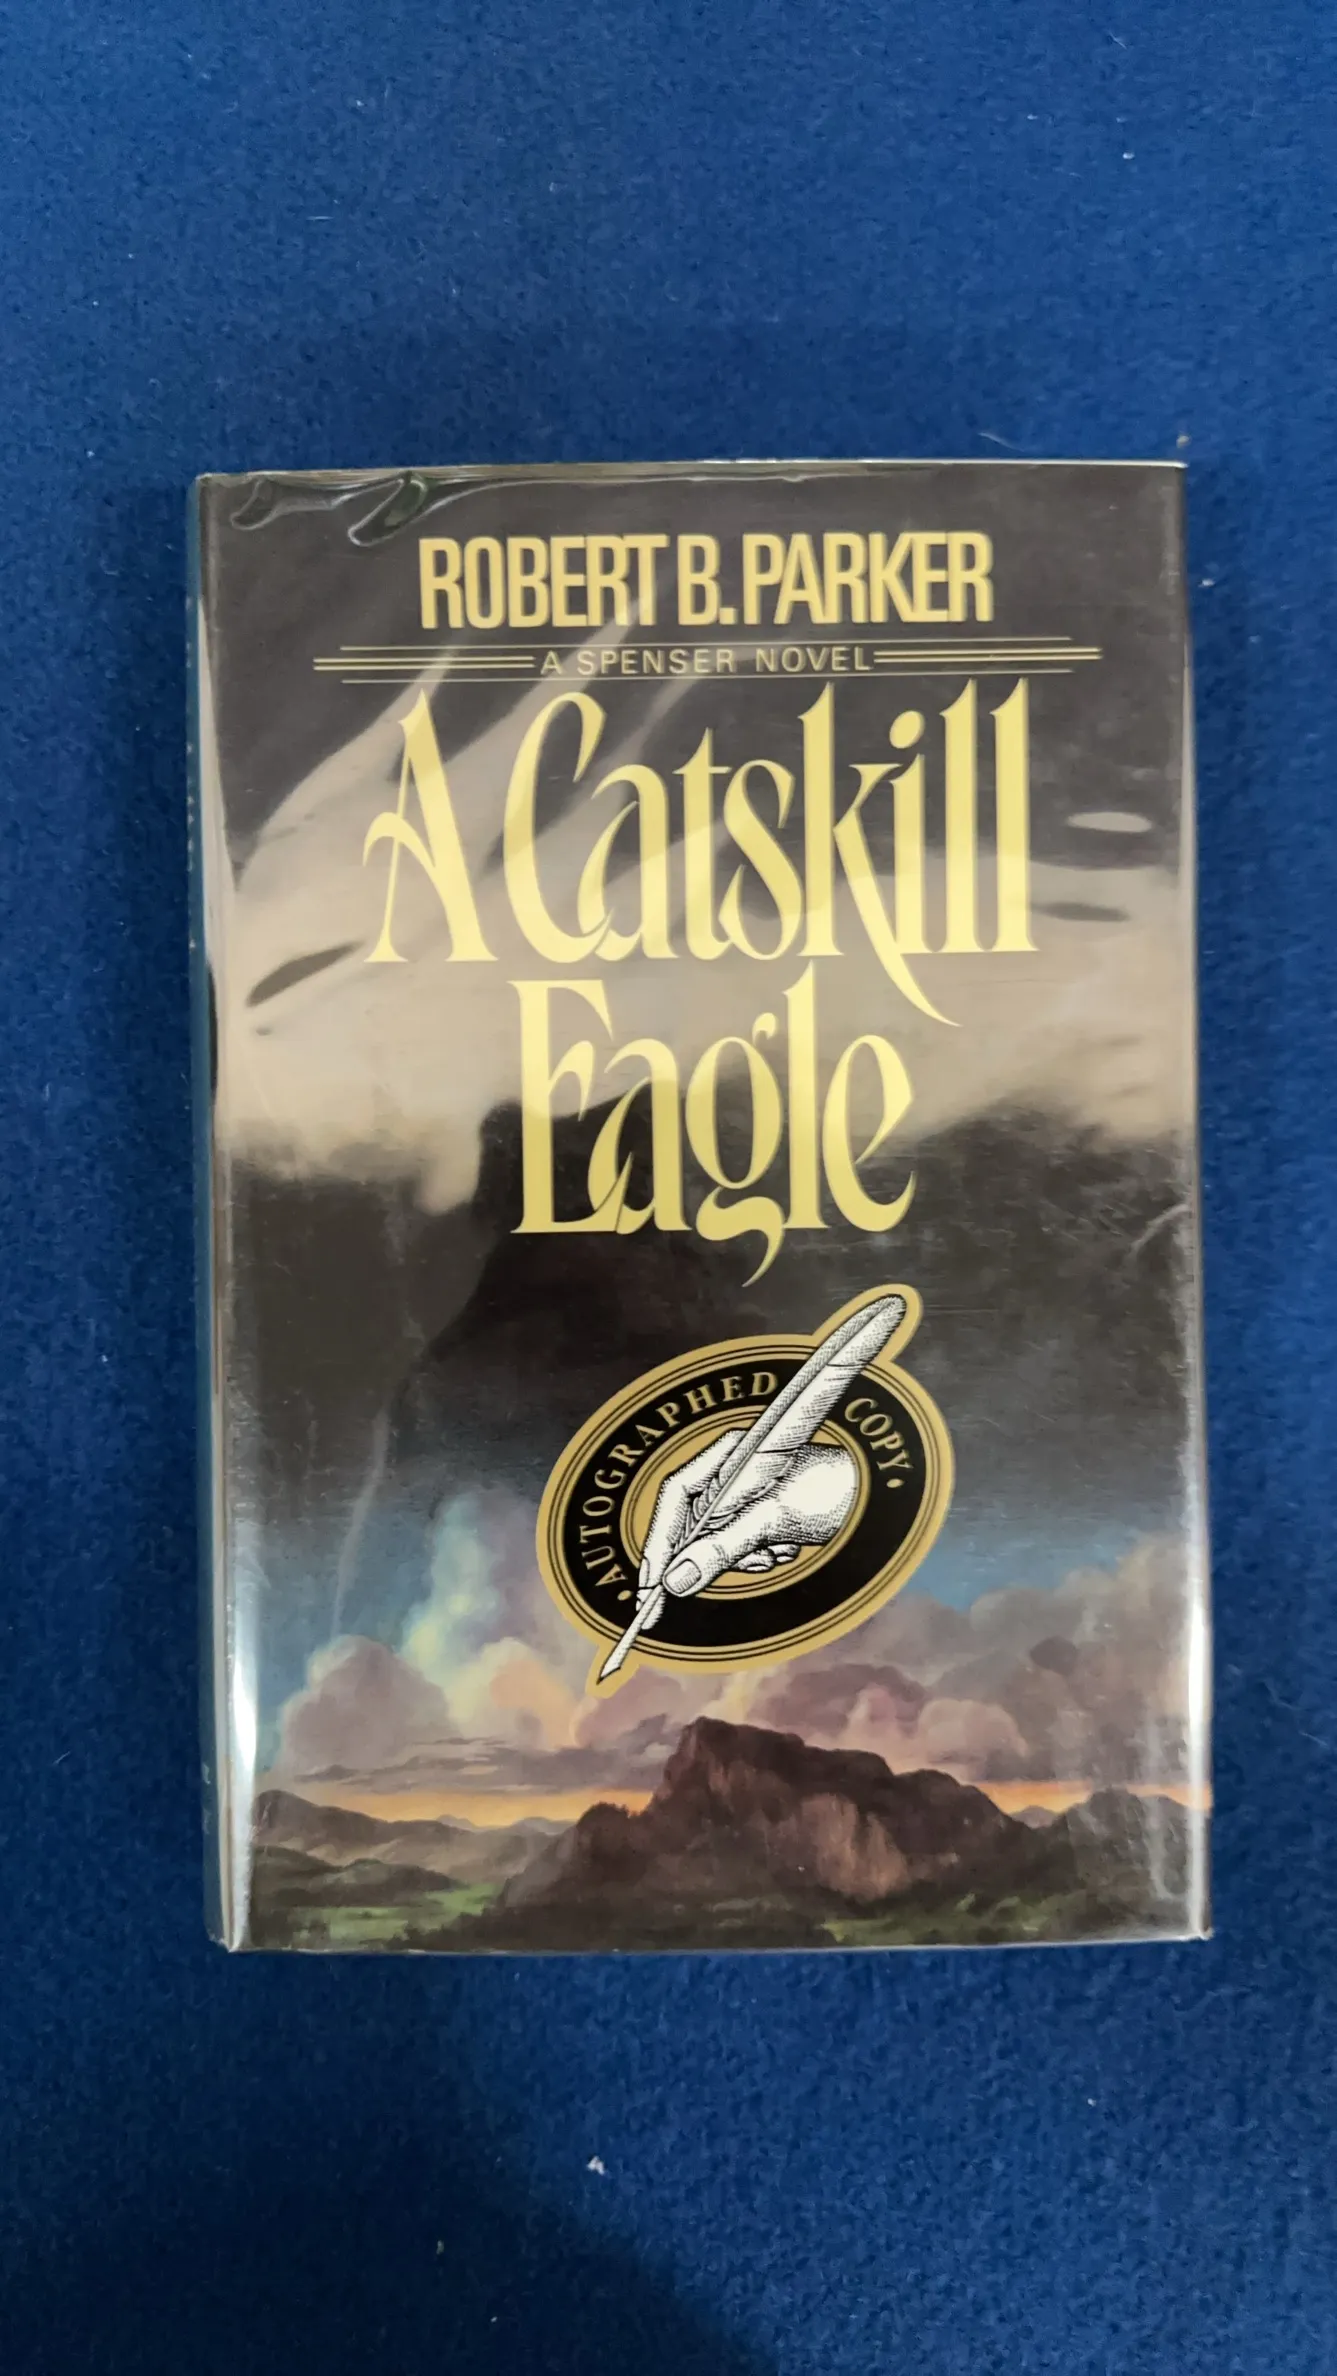 ROBERT B. PARKER
A SPENSER NOVEL
A Catskill
Eagle
• AUTOGRAPHED COPY •